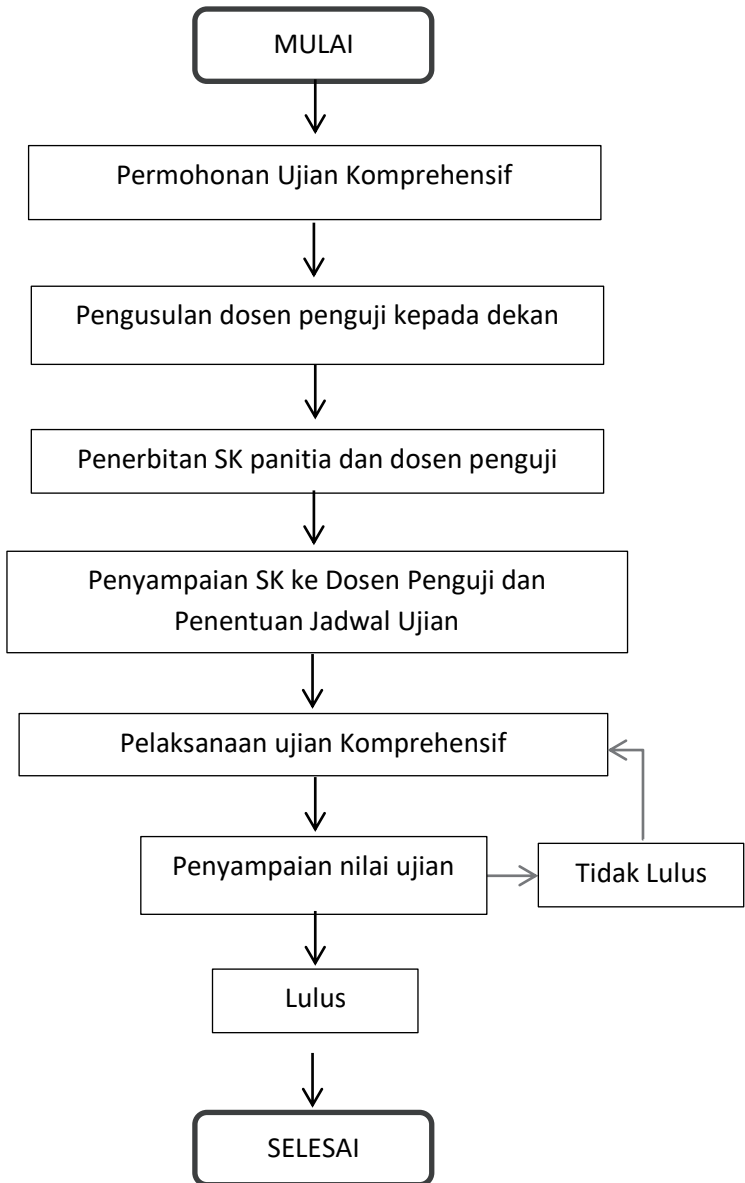 MULAI
Permohonan Ujian Komprehensif
Pengusulan dosen penguji kepada dekan
Penerbitan SK panitia dan dosen penguji
Penyampaian SK ke Dosen Penguji dan
Penentuan Jadwal Ujian
Pelaksanaan ujian Komprehensif
Penyampaian nilai ujian
Tidak Lulus
Lulus
SELESAI